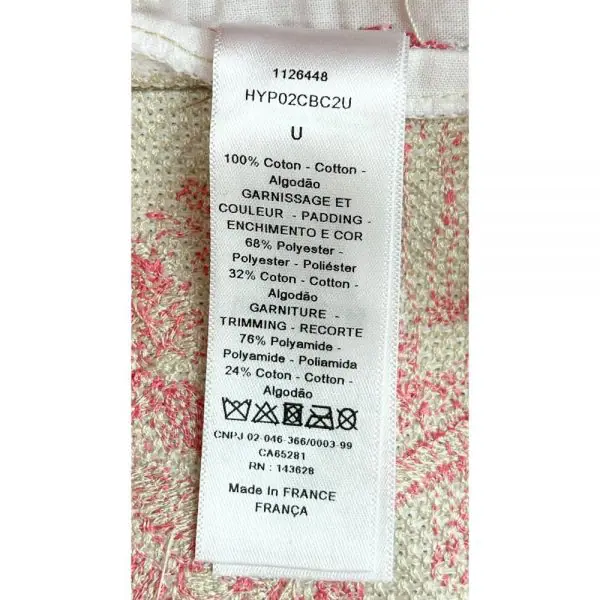 1126448
HYP02CBC2U
U
100% Coton - Cotton -
Algodão
GARNISSAGE ET
COULEUR - PADDING -
ENCHIMENTO E COR
68% Polyester -
Polyester - Poliéster
32% Coton - Cotton -
Algodão
GARNITURE -
TRIMMING - RECORTE
76% Polyamide -
Polyamide - Poliamida
24% Coton - Cotton -
Algodão
CNPJ 02-046-366/0003-99
CA65281
RN : 143628
Made In FRANCE
FRANÇA